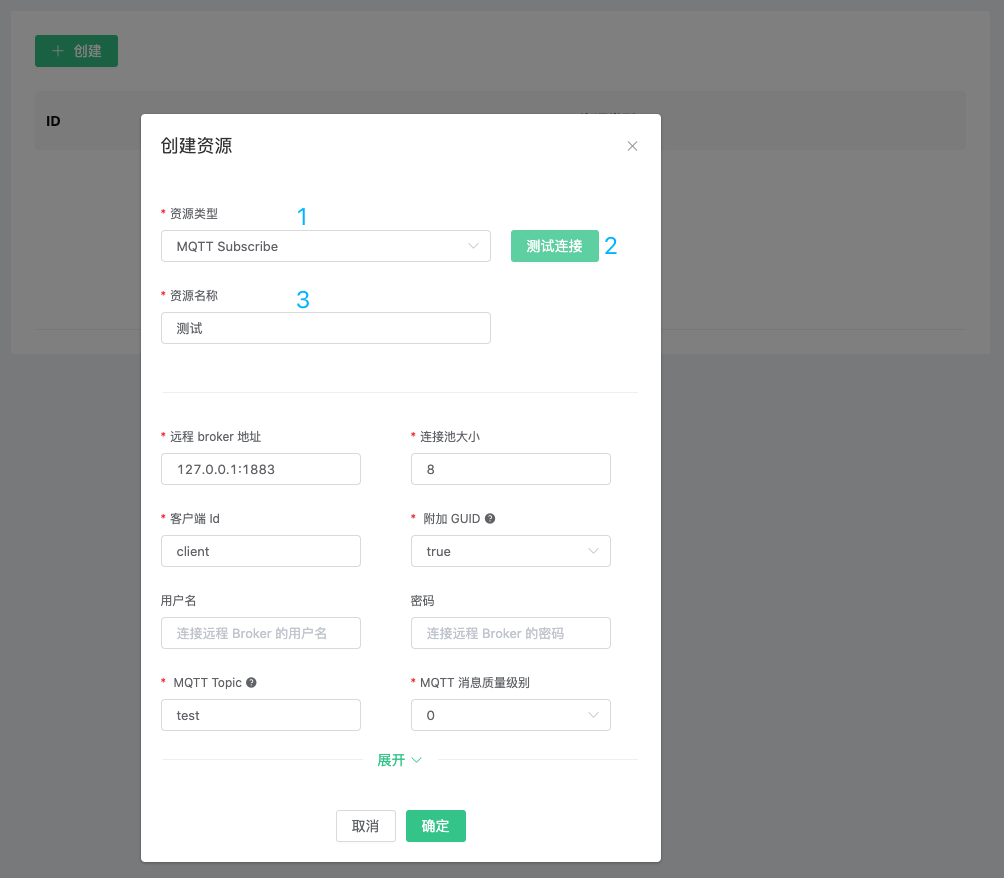 + 创建
ID
创建资源
* 资源类型 1
MQTT Subscribe 测试连接 2
* 资源名称 3
测试
* 远程 broker 地址 * 连接池大小
127.0.0.1:1883 8
* 客户端 Id * 附加 GUID ?
client true
用户名 密码
连接远程 Broker 的用户名 连接远程 Broker 的密码
* MQTT Topic ? * MQTT 消息质量级别
test 0
展开
取消 确定